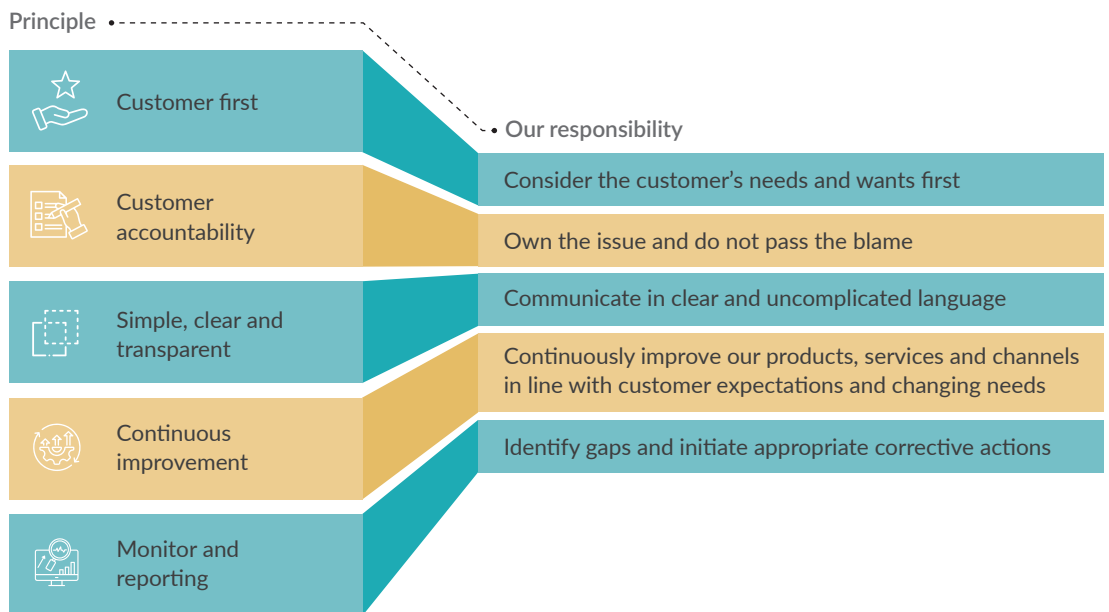 Principle
Customer first
Customer
accountability
Simple, clear and
transparent
Continuous
improvement
Monitor and
reporting
Our responsibility
Consider the customer’s needs and wants first
Own the issue and do not pass the blame
Communicate in clear and uncomplicated language
Continuously improve our products, services and channels
in line with customer expectations and changing needs
Identify gaps and initiate appropriate corrective actions